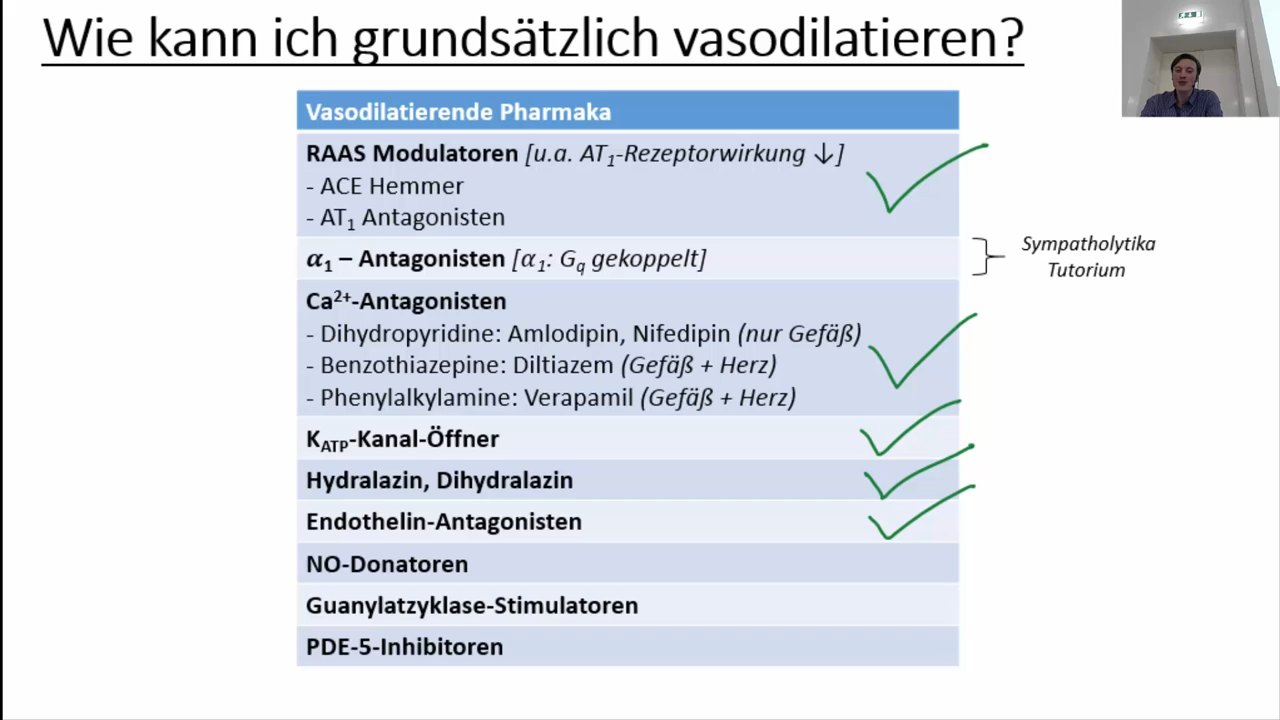 Wie kann ich grundsätzlich vasodilatieren?
Vasodilatierende Pharmaka
RAAS Modulatoren [u.a. AT₁-Rezeptorwirkung ↓]
- ACE Hemmer
- AT₁ Antagonisten
α₁ – Antagonisten [α₁: Gq gekoppelt]
Sympatholytika
Tutorium
Ca²⁺-Antagonisten
- Dihydropyridine: Amlodipin, Nifedipin (nur Gefäß)
- Benzothiazepine: Diltiazem (Gefäß + Herz)
- Phenylalkylamine: Verapamil (Gefäß + Herz)
KATP-Kanal-Öffner
Hydralazin, Dihydralazin
Endothelin-Antagonisten
NO-Donatoren
Guanylatzyklase-Stimulatoren
PDE-5-Inhibitoren